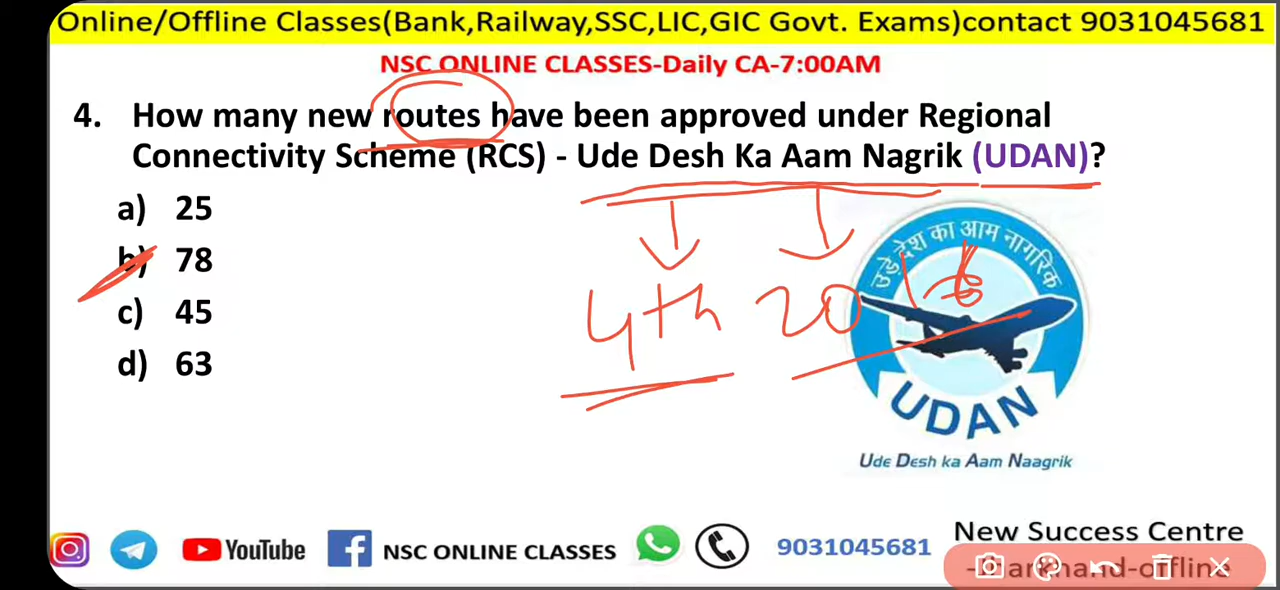 Online/Offline Classes(Bank,Railway,SSC,LIC,GIC Govt. Exams)contact 9031045681
NSC ONLINE CLASSES-Daily CA-7:00AM
4. How many new routes have been approved under Regional
Connectivity Scheme (RCS) - Ude Desh Ka Aam Nagrik (UDAN)?
a) 25
b) 78
c) 45
d) 63
4th 201
उड़े देश का आम नागरिक
UDAN
Ude Desh ka Aam Naagrik
YouTube
NSC ONLINE CLASSES
9031045681
New Success Centre
-Jharkhand-offline